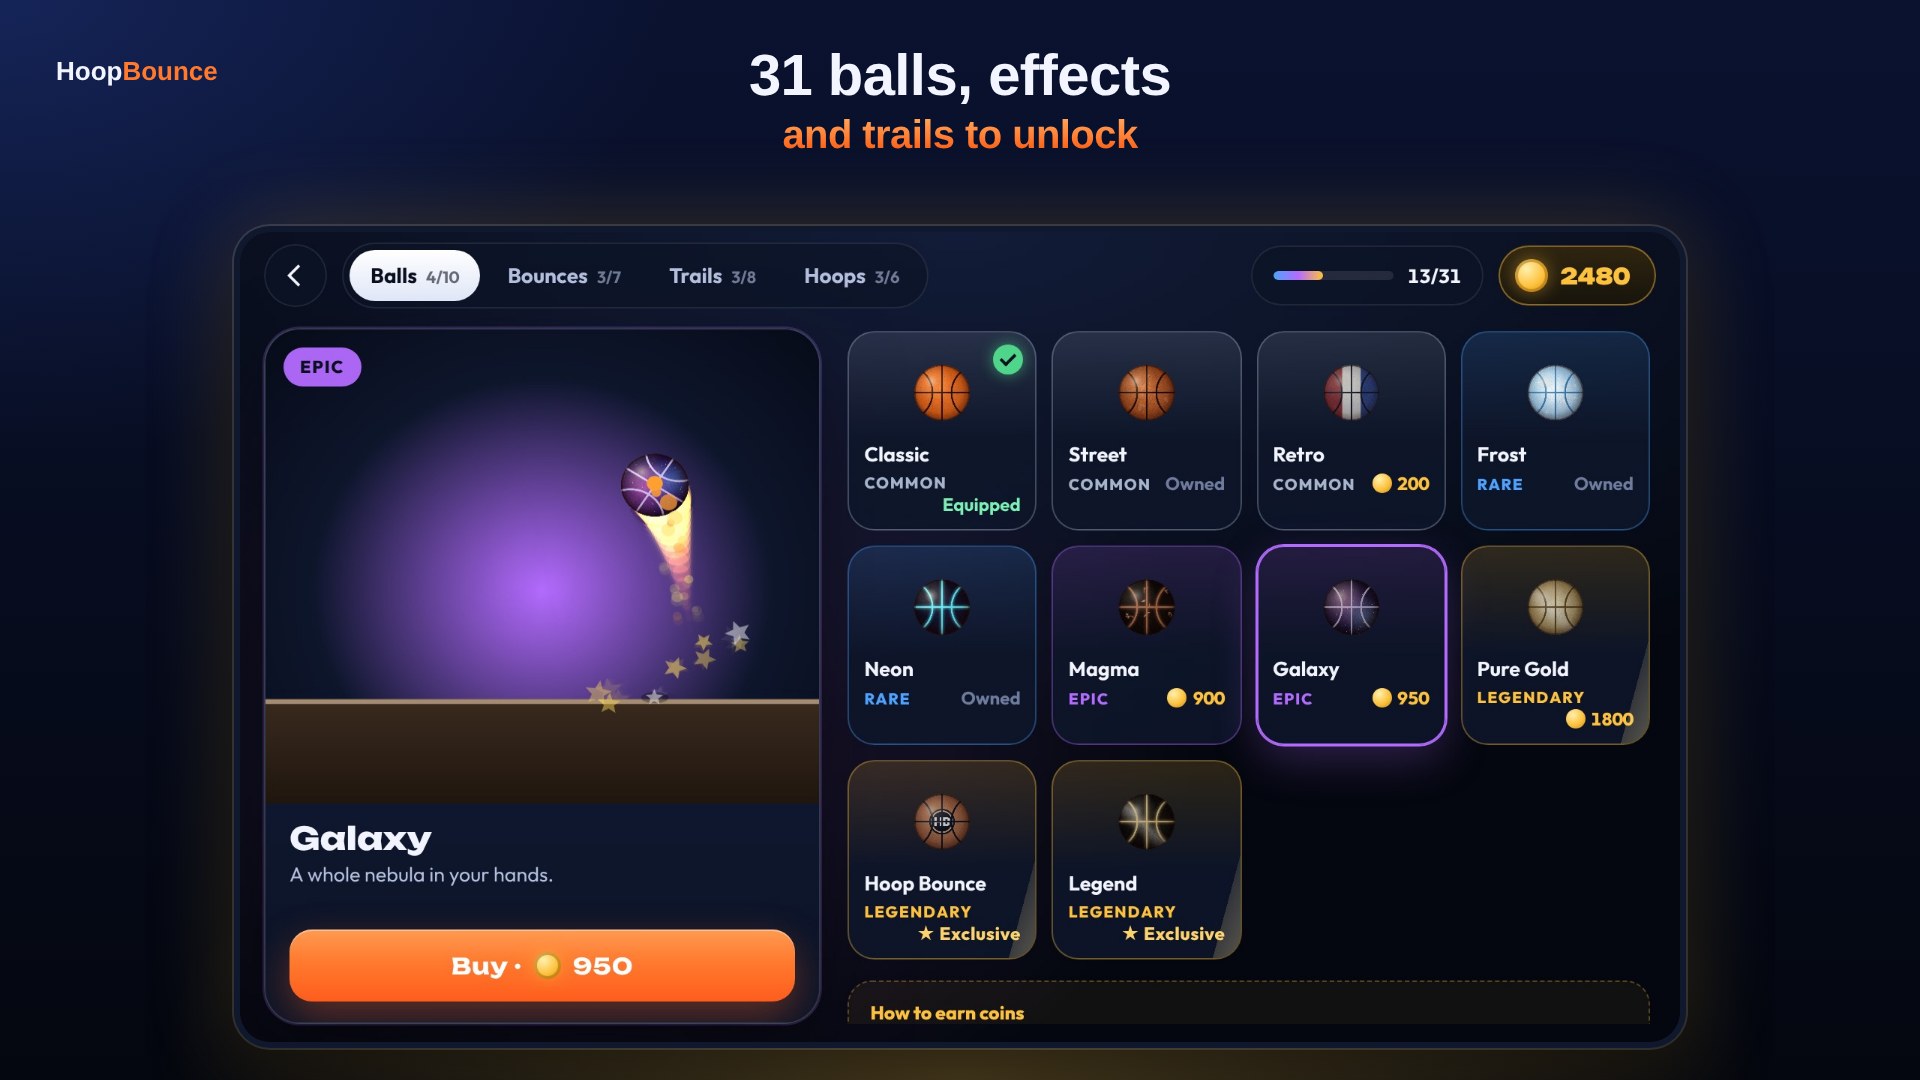 HoopBounce
31 balls, effects
and trails to unlock
Balls 4/10 Bounces 3/7 Trails 3/8 Hoops 3/6
13/31
2480
EPIC
Galaxy
A whole nebula in your hands.
Buy · 950
Classic
COMMON
Equipped
Street
COMMON Owned
Retro
COMMON 200
Frost
RARE Owned
Neon
RARE Owned
Magma
EPIC 900
Galaxy
EPIC 950
Pure Gold
LEGENDARY
1800
HB
Hoop Bounce
LEGENDARY
★ Exclusive
Legend
LEGENDARY
★ Exclusive
How to earn coins